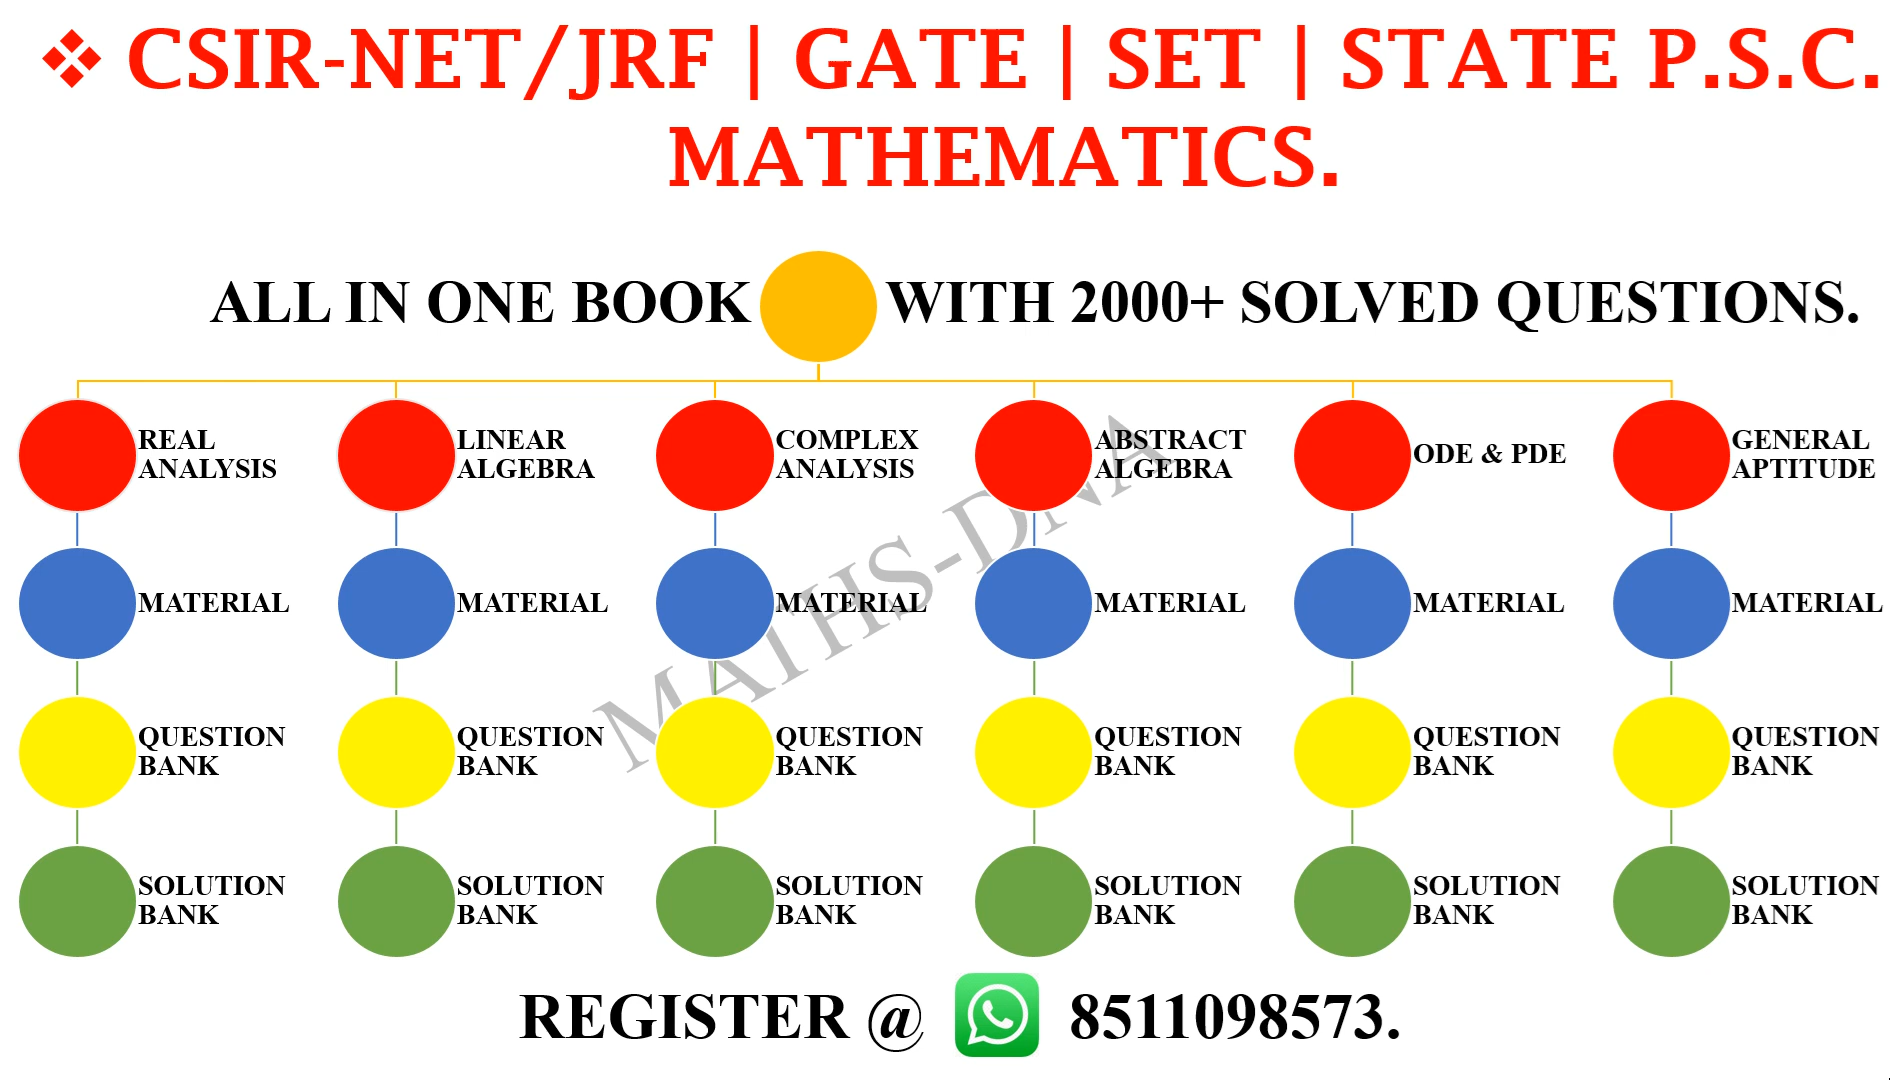 ❖ CSIR-NET/JRF | GATE | SET | STATE P.S.C.
MATHEMATICS.
ALL IN ONE BOOK WITH 2000+ SOLVED QUESTIONS.
REAL
ANALYSIS
MATERIAL
QUESTION
BANK
SOLUTION
BANK
LINEAR
ALGEBRA
MATERIAL
QUESTION
BANK
SOLUTION
BANK
COMPLEX
ANALYSIS
MATERIAL
QUESTION
BANK
SOLUTION
BANK
ABSTRACT
ALGEBRA
MATERIAL
QUESTION
BANK
SOLUTION
BANK
ODE & PDE
MATERIAL
QUESTION
BANK
SOLUTION
BANK
GENERAL
APTITUDE
MATERIAL
QUESTION
BANK
SOLUTION
BANK
MATHS-DNA
REGISTER @ 8511098573.